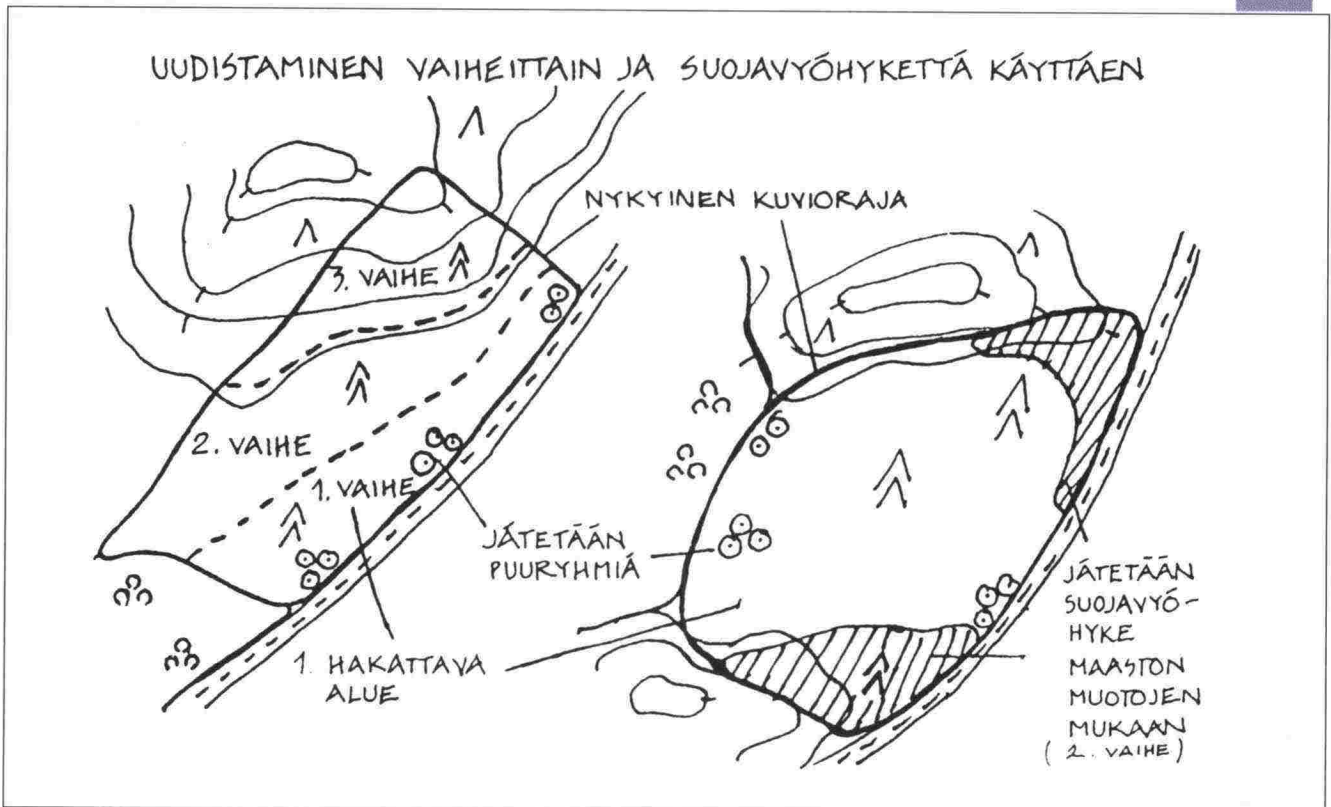 UUDISTAMINEN VAIHEITTAIN JA SUOJAVYÖHYKETTÄ KÄYTTÄEN
NYKYINEN KUVIORAJA
3. VAIHE
2. VAIHE
1. VAIHE
JÄTETÄÄN
PUURYHMIÄ
1. HAKATTAVA
ALUE
JÄTETÄÄN
SUOJAVYÖ-
HYKE
MAASTON
MUOTOJEN
MUKAAN
(2. VAIHE)